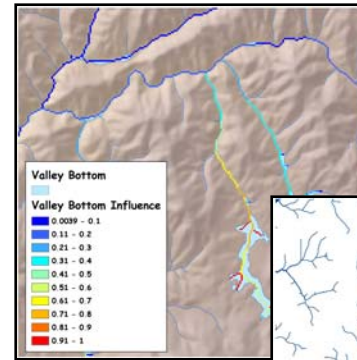 Valley Bottom
Valley Bottom Influence
0.0039 - 0.1
0.11 - 0.2
0.21 - 0.3
0.31 - 0.4
0.41 - 0.5
0.51 - 0.6
0.61 - 0.7
0.71 - 0.8
0.81 - 0.9
0.91 - 1